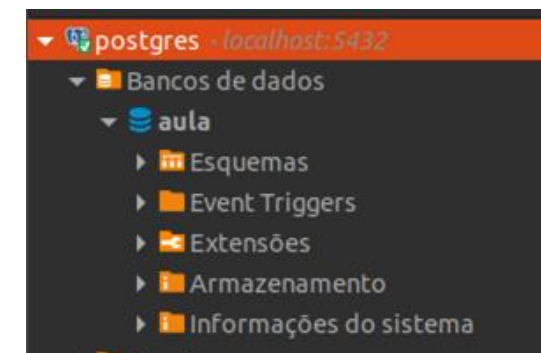 postgres - localhost:5432
Bancos de dados
aula
Esquemas
Event Triggers
Extensões
Armazenamento
Informações do sistema